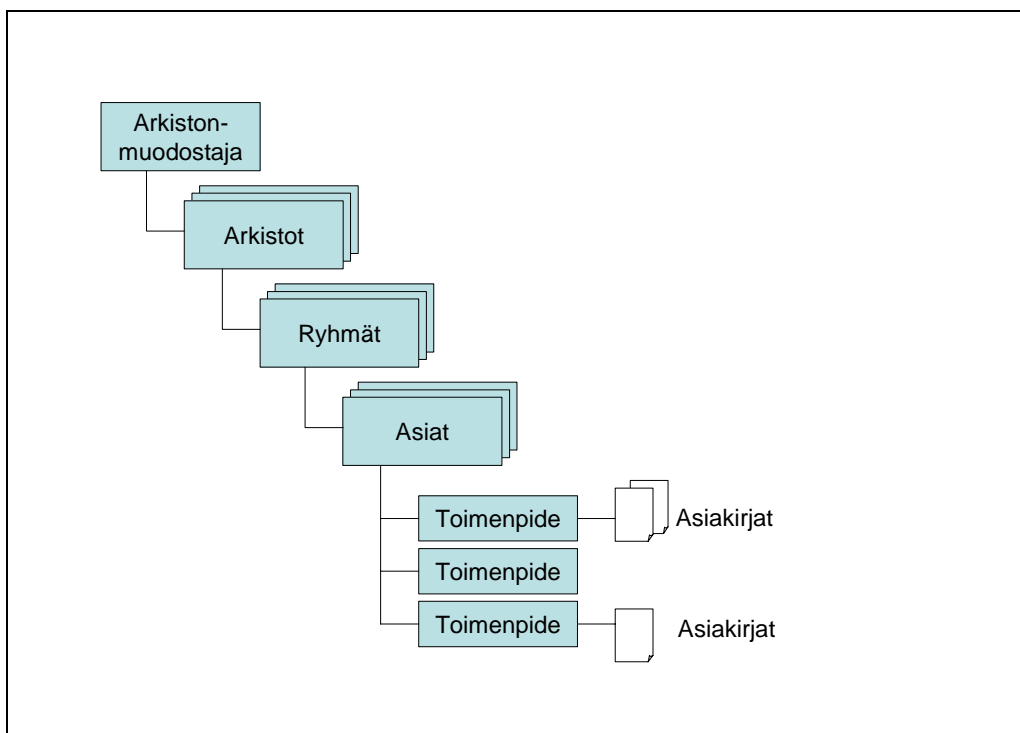 Arkiston-
muodostaja
Arkistot
Ryhmät
Asiat
Toimenpide
Asiakirjat
Toimenpide
Toimenpide
Asiakirjat